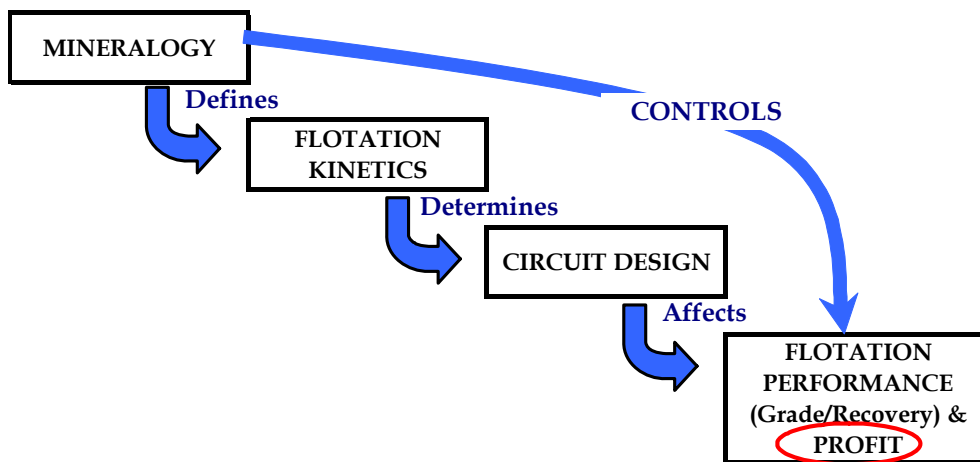 MINERALOGY
Defines
CONTROLS
FLOTATION
KINETICS
Determines
CIRCUIT DESIGN
Affects
FLOTATION
PERFORMANCE
(Grade/Recovery) &
PROFIT